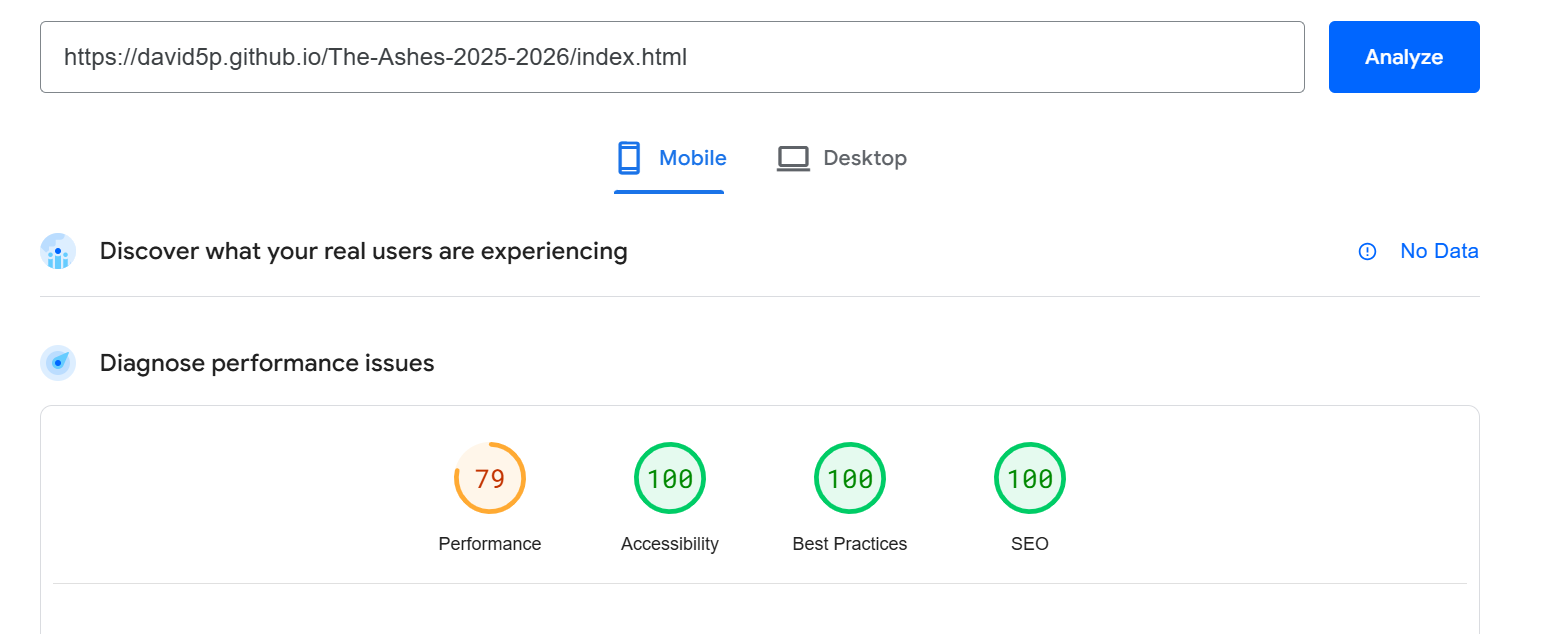 https://david5p.github.io/The-Ashes-2025-2026/index.html
Analyze
Mobile
Desktop
Discover what your real users are experiencing
No Data
Diagnose performance issues
79
100
100
100
Performance
Accessibility
Best Practices
SEO